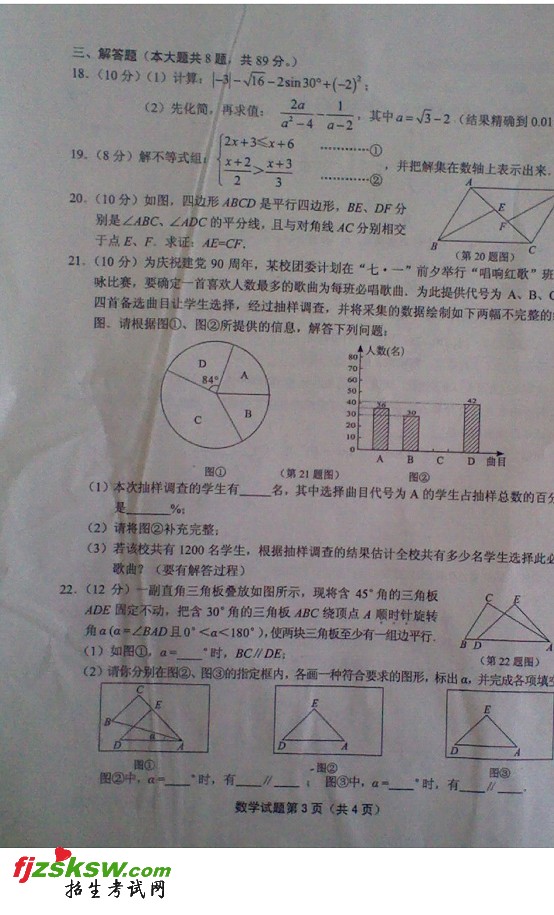 三、解答题（本大题共8题，共89分。）
18．（10分）（1）计算：|−3|−√16−2sin30°+(−2)²；
（2）先化简，再求值：2a/(a²−4) − 1/(a−2)，其中a=√3−2（结果精确到0.01
19．（8分）解不等式组：{2x+3≤x+6 …………①
(x+2)/2>(x+3)/3 …………② ，并把解集在数轴上表示出来．
20．（10分）如图，四边形ABCD是平行四边形，BE、DF分
别是∠ABC、∠ADC的平分线，且与对角线AC分别相交
于点E、F．求证：AE=CF．
A
E
F
B
C
（第20题图）
21．（10分）为庆祝建党90周年，某校团委计划在“七·一”前夕举行“唱响红歌”班
咏比赛，要确定一首喜欢人数最多的歌曲为每班必唱歌曲．为此提供代号为A、B、C
四首备选曲目让学生选择，经过抽样调查，并将采集的数据绘制如下两幅不完整的
图．请根据图①、图②所提供的信息，解答下列问题：
D
84°
A
C
B
图①
（第21题图）
人数(名)
80
70
60
50
40
30
20
10
0
36
30
42
A B C D 曲目
图②
（1）本次抽样调查的学生有____名，其中选择曲目代号为A的学生占抽样总数的百分
是______%；
（2）请将图②补充完整；
（3）若该校共有1200名学生，根据抽样调查的结果估计全校共有多少名学生选择此必
歌曲？（要有解答过程）
22．（12分）一副直角三角板叠放如图所示，现将含45°角的三角板
ADE固定不动，把含30°角的三角板ABC绕顶点A顺时针旋转
角α(α=∠BAD且0°<α<180°)，使两块三角板至少有一组边平行．
C E
B D A
（第22题图）
（1）如图①，α=____°时，BC∥DE；
（2）请你分别在图②、图③的指定框内，各画一种符合要求的图形，标出α，并完成各项填空
C
E
B
α
D
A
图①
E
D
A
图②
E
D
A
图③
图②中，α=____°时，有____∥____； 图③中，α=____°时，有____∥____．
数学试题第3页（共4页）
fjzsksw.com
招生考试网